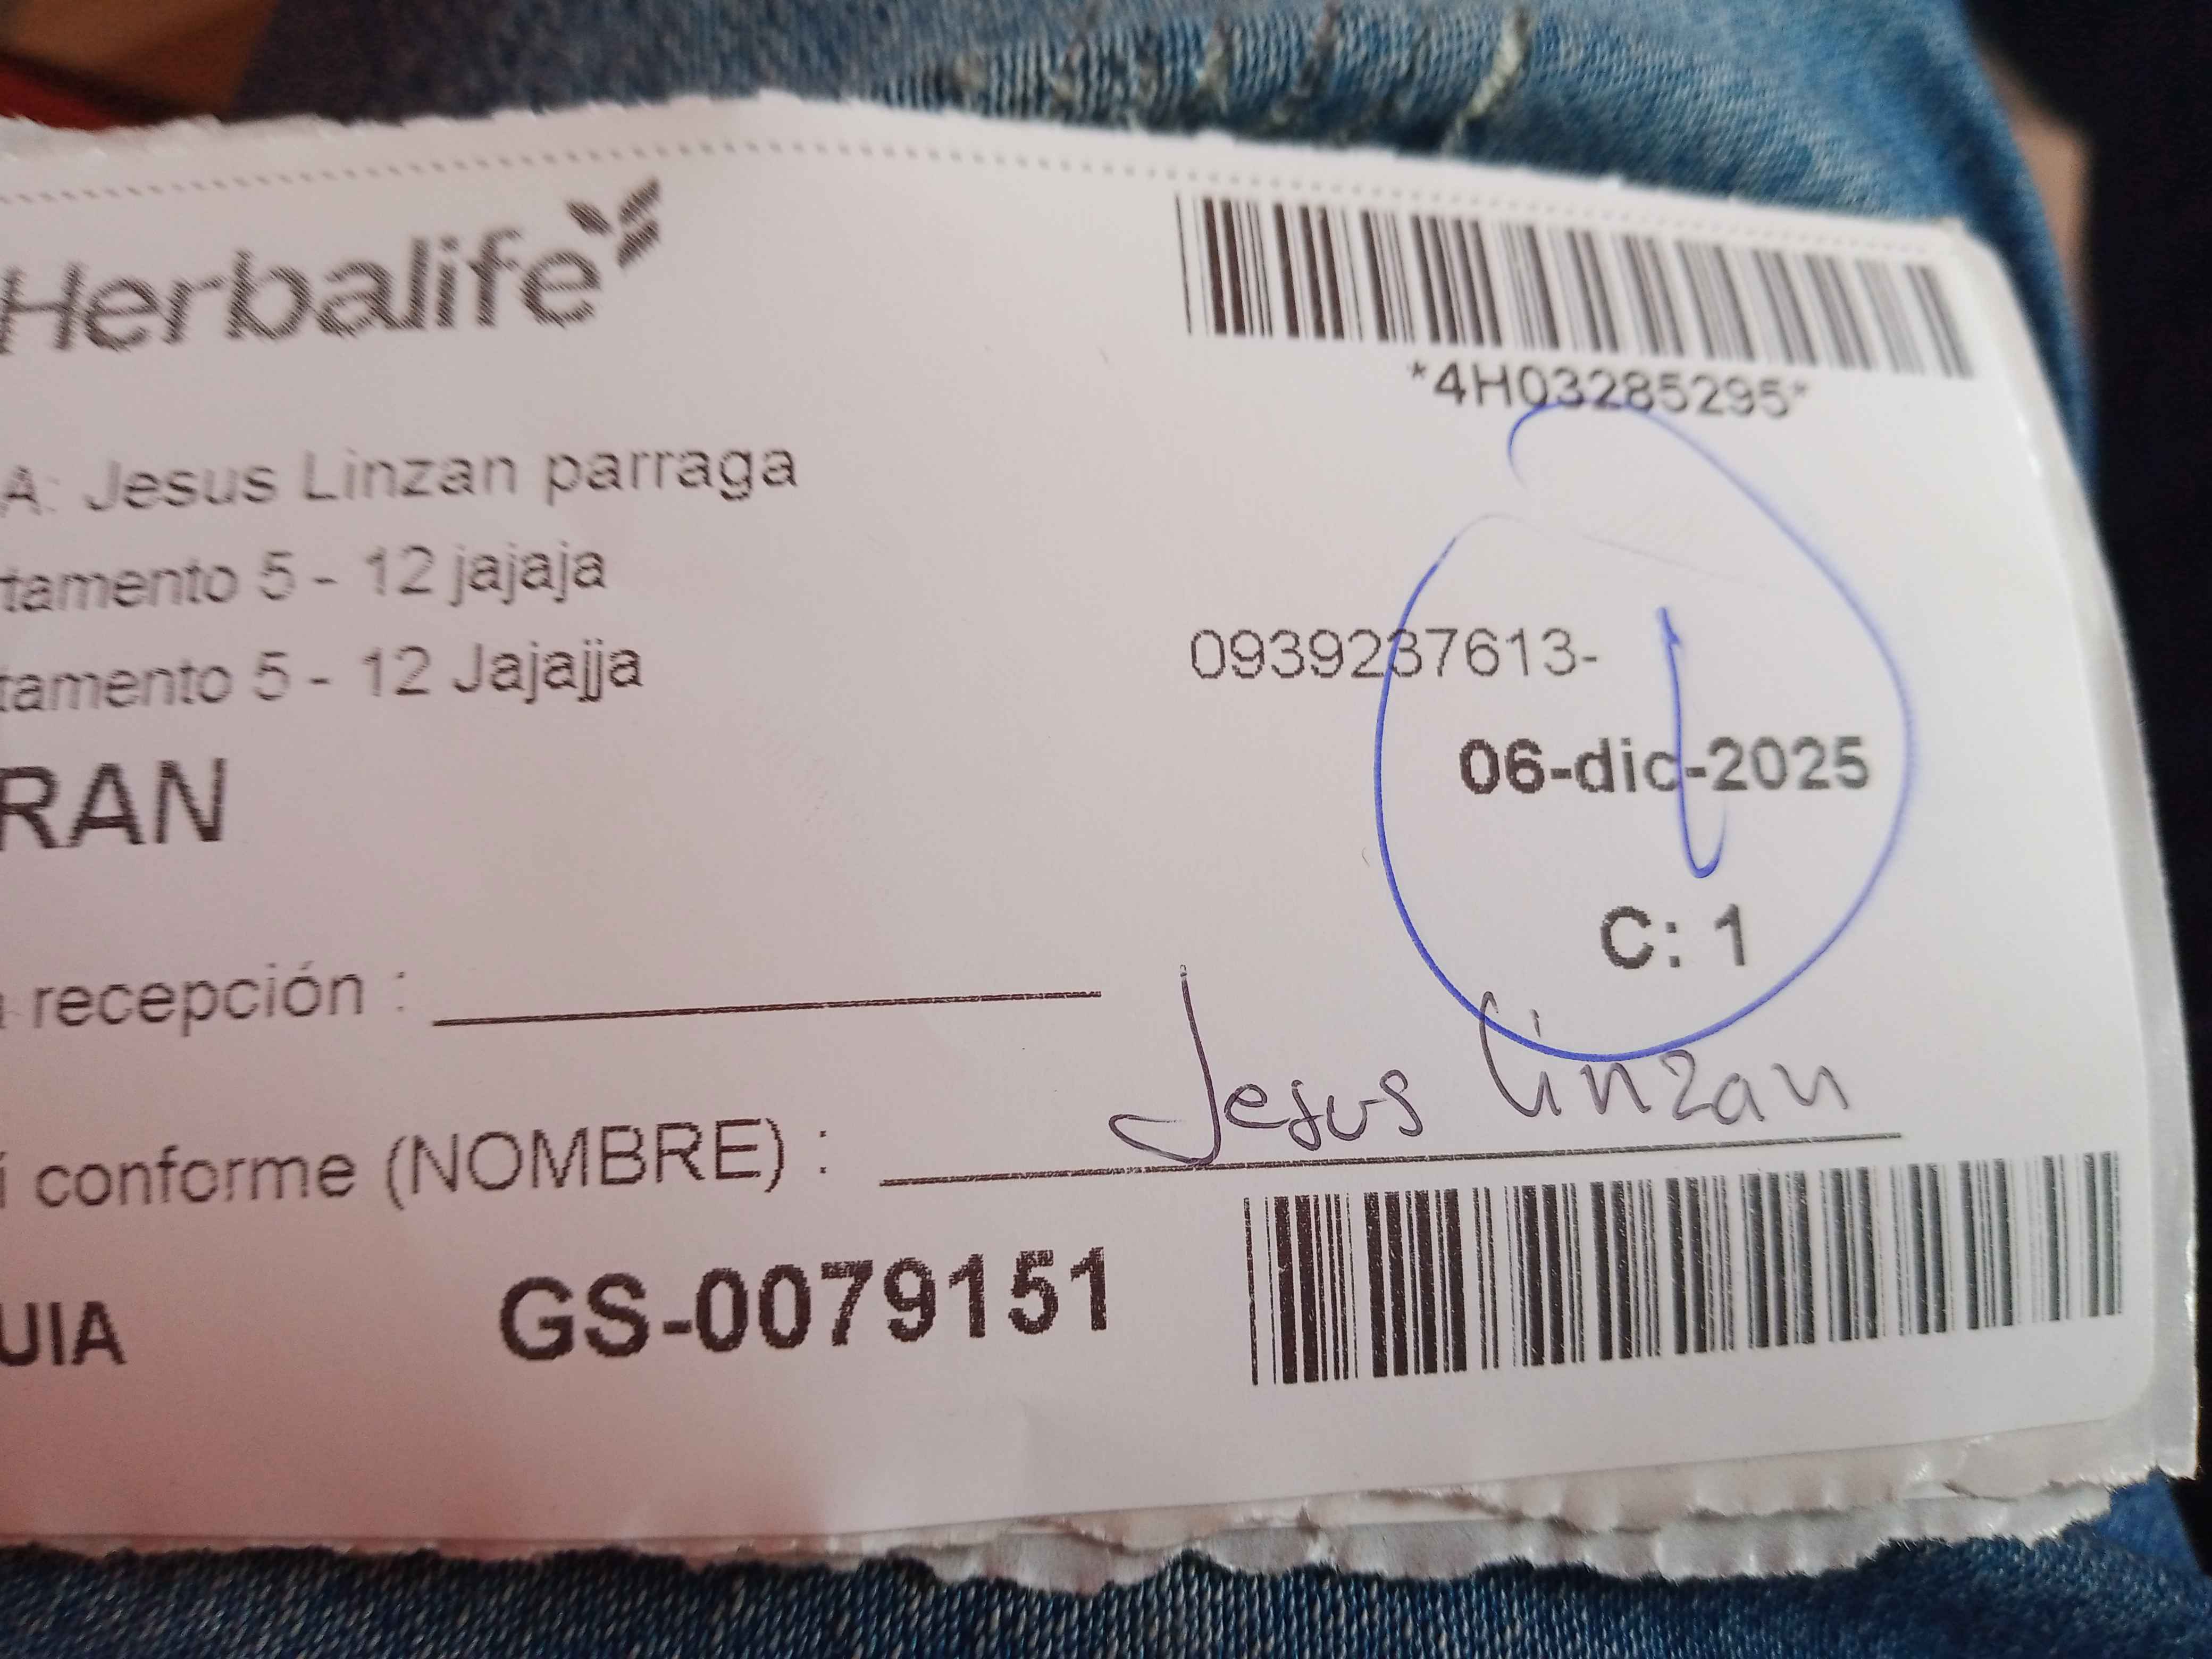 Herbalife
*4H03285295*
A: Jesus Linzan parraga
tamento 5 - 12 jajaja
0939237613-
tamento 5 - 12 Jajajja
06-dic-2025
RAN
C: 1
recepción :
conforme (NOMBRE) : Jesus Linzan
UIA GS-0079151